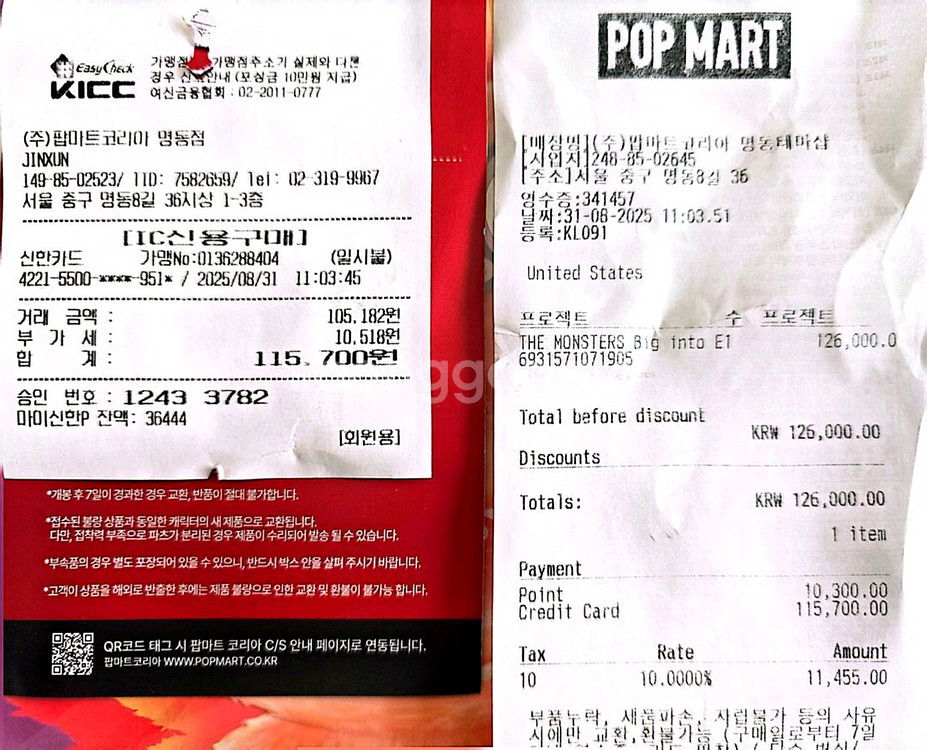 EasyCheck
KICC
가맹점 가맹점주소가 실제와 다른
경우 신고안내 (포상금 10만원 지급)
여신금융협회 : 02-2011-0777
(주)팝마트코리아 명동점
JINXUN
149-85-02523/ TID: 7582659/ Tel: 02-319-9967
서울 중구 명동8길 36지상 1-3층
[IC신용구매]
신한카드 가맹No:0136288404 (일시불)
4221-5500-****-951* / 2025/08/31 11:03:45
거래 금액 : 105,182원
부 가 세 : 10,518원
합 계 : 115,700원
승인 번호 : 1243 3782
마이신한P 잔액: 36444
[회원용]
*개봉 후 7일이 경과한 경우 교환, 반품이 절대 불가합니다.
*접수된 불량 상품과 동일한 캐릭터의 새 제품으로 교환됩니다.
다만, 접착력 부족으로 파츠가 분리된 경우 제품이 수리되어 발송 될 수 있습니다.
*부속품의 경우 별도 포장되어 있을 수 있으니, 반드시 박스 안을 살펴 주시기 바랍니다.
*고객이 상품을 해외로 반출한 후에는 제품 불량으로 인한 교환 및 환불이 불가능 합니다.
QR코드 태그 시 팝마트 코리아 C/S 안내 페이지로 연동됩니다.
팝마트코리아 WWW.POPMART.CO.KR
POP MART
[매장명](주)팝마트코리아 명동테마샵
[사업자]248-85-02645
[주소]서울 중구 명동8길 36
영수증:341457
날짜:31-08-2025 11:03.51
등록:KL091
United States
프로젝트 수 프로젝트
THE MONSTERS Big into E1 126,000.0
6931571071905
Total before discount
KRW 126,000.00
Discounts
Totals: KRW 126,000.00
1 item
Payment
Point 10,300.00
Credit Card 115,700.00
Tax Rate Amount
10 10.0000% 11,455.00
부품누락, 새품파손, 조립불가 등의 사유
시에만 교환,환불가능 (구매일로부터 7일